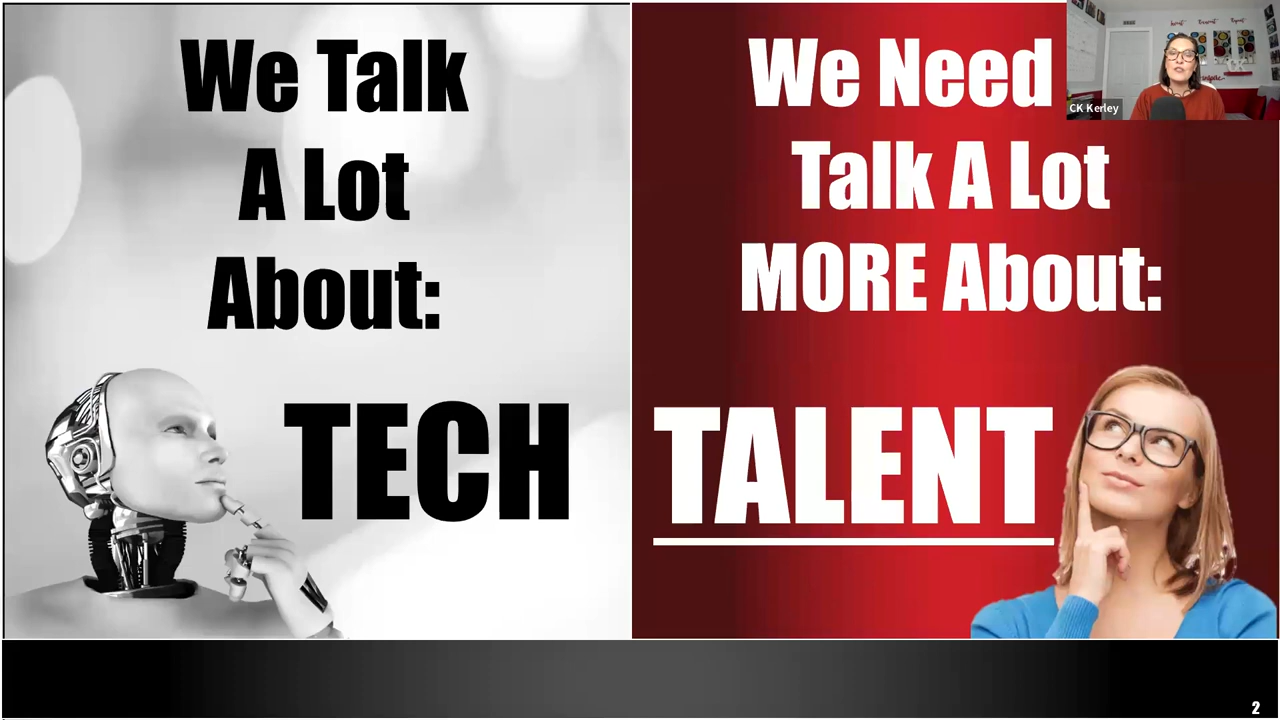 We Talk
A Lot
About:
TECH
We Need
Talk A Lot
MORE About:
TALENT
CK Kerley
2